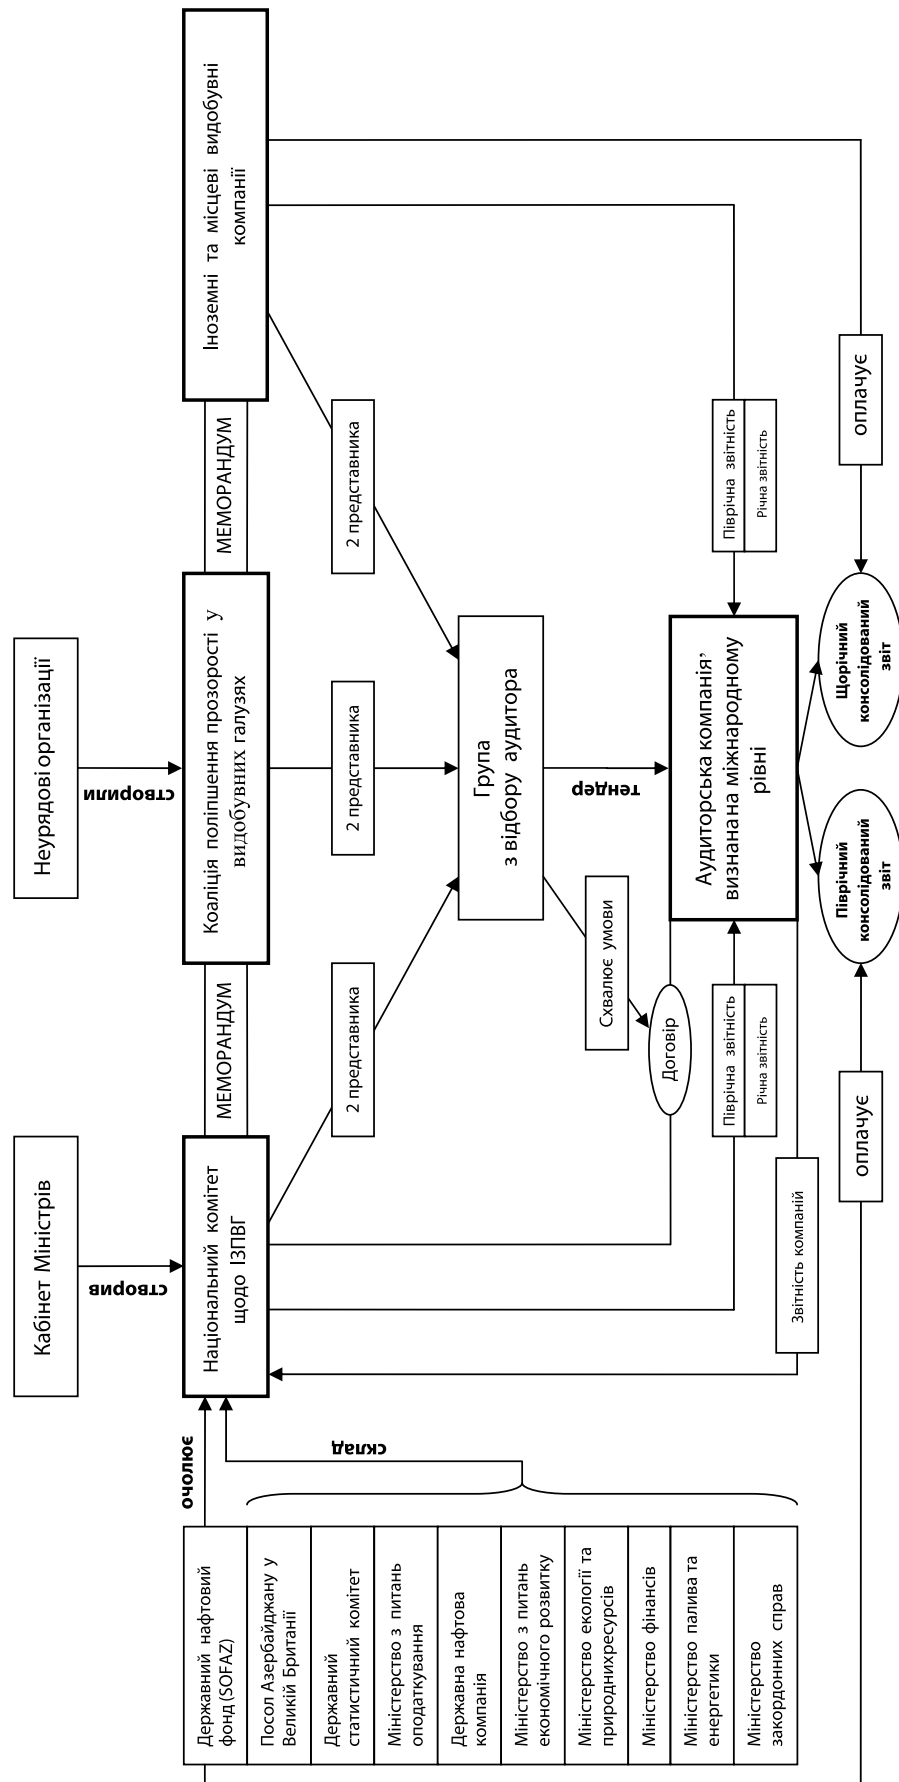 Кабінет Міністрів
Неурядові організації
створив
створили
Державний нафтовий
фонд (SOFAZ)
Посол Азербайджану у
Великій Британії
Державний
статистичний комітет
Міністерство з питань
оподаткування
Державна нафтова
компанія
Міністерство з питань
економічного розвитку
Міністерство екології та
природнихресурсів
Міністерство фінансів
Міністерство палива та
енергетики
Міністерство
закордонних справ
очолює
склад
Національний комітет
щодо ІЗПВГ
МЕМОРАНДУМ
Коаліція поліпшення прозорості у
видобувних галузях
МЕМОРАНДУМ
Іноземні та місцеві видобувні
компанії
2 представника
2 представника
2 представника
Група
з відбору аудитора
Схвалює умови
тендер
Договір
Аудиторська компанія’
визнанана міжнародному
рівні
Піврічна звітність
Річна звітність
Піврічна звітність
Річна звітність
Звітність компаній
оплачує
Піврічний
консолідований
звіт
Щорічний
консолідований
звіт
оплачує